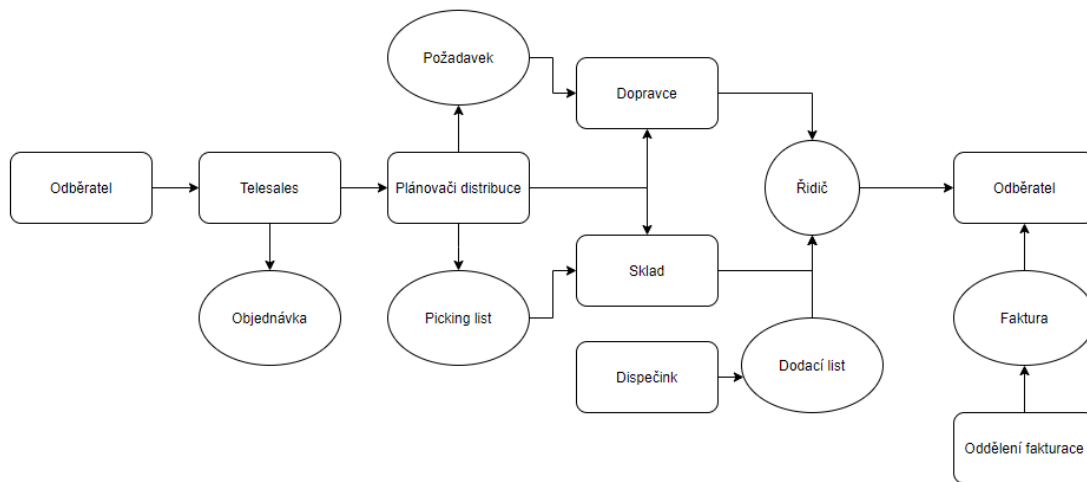 Požadavek
Dopravce
Odběratel
Telesales
Plánovači distribuce
Řidič
Odběratel
Objednávka
Picking list
Sklad
Faktura
Dispečink
Dodací list
Oddělení fakturace